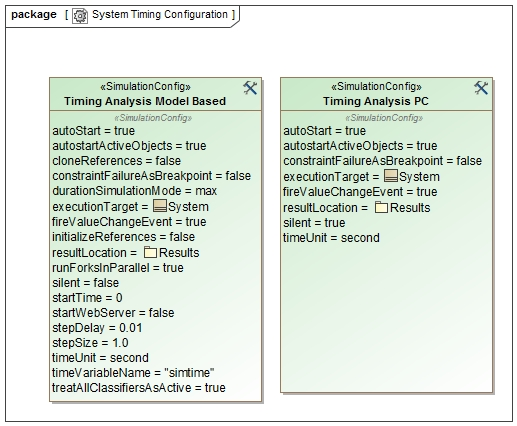 package [ System Timing Configuration ]
«SimulationConfig»
Timing Analysis Model Based
«SimulationConfig»
autoStart = true
autostartActiveObjects = true
cloneReferences = false
constraintFailureAsBreakpoint = false
durationSimulationMode = max
executionTarget = System
fireValueChangeEvent = true
initializeReferences = false
resultLocation = Results
runForksInParallel = true
silent = false
startTime = 0
startWebServer = false
stepDelay = 0.01
stepSize = 1.0
timeUnit = second
timeVariableName = "simtime"
treatAllClassifiersAsActive = true
«SimulationConfig»
Timing Analysis PC
«SimulationConfig»
autoStart = true
autostartActiveObjects = true
constraintFailureAsBreakpoint = false
executionTarget = System
fireValueChangeEvent = true
resultLocation = Results
silent = true
timeUnit = second